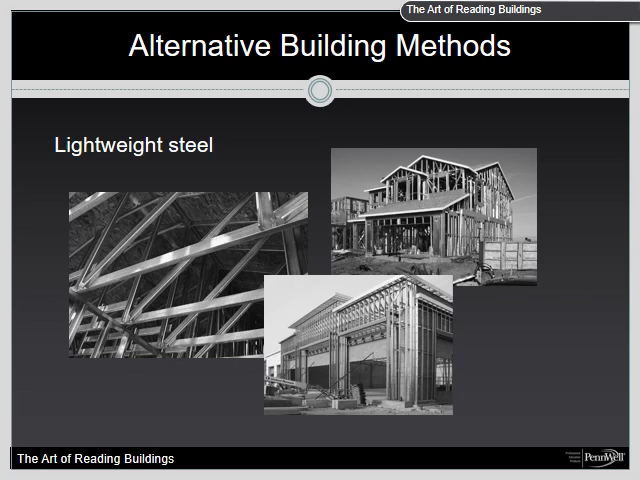 The Art of Reading Buildings
Alternative Building Methods
Lightweight steel
The Art of Reading Buildings
PennWell